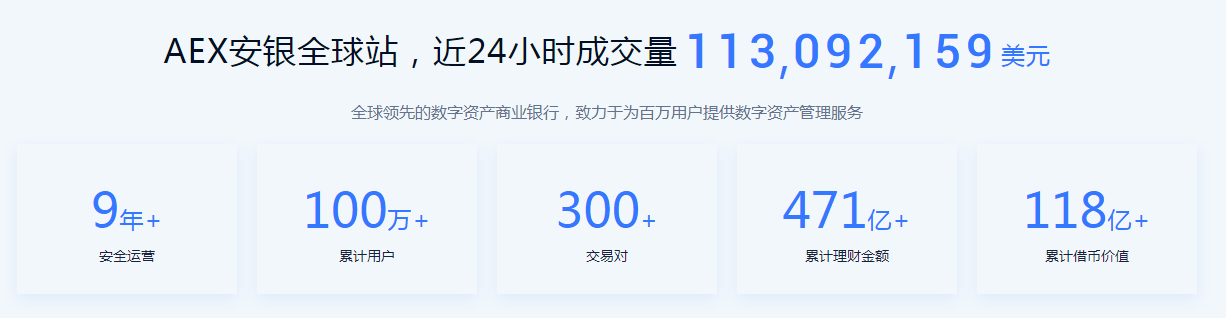 AEX安银全球站，近24小时成交量 113,092,159 美元
全球领先的数字资产商业银行，致力于为百万用户提供数字资产管理服务
9年+ 100万+ 300+ 471亿+ 118亿+
安全运营 累计用户 交易对 累计理财金额 累计借币价值